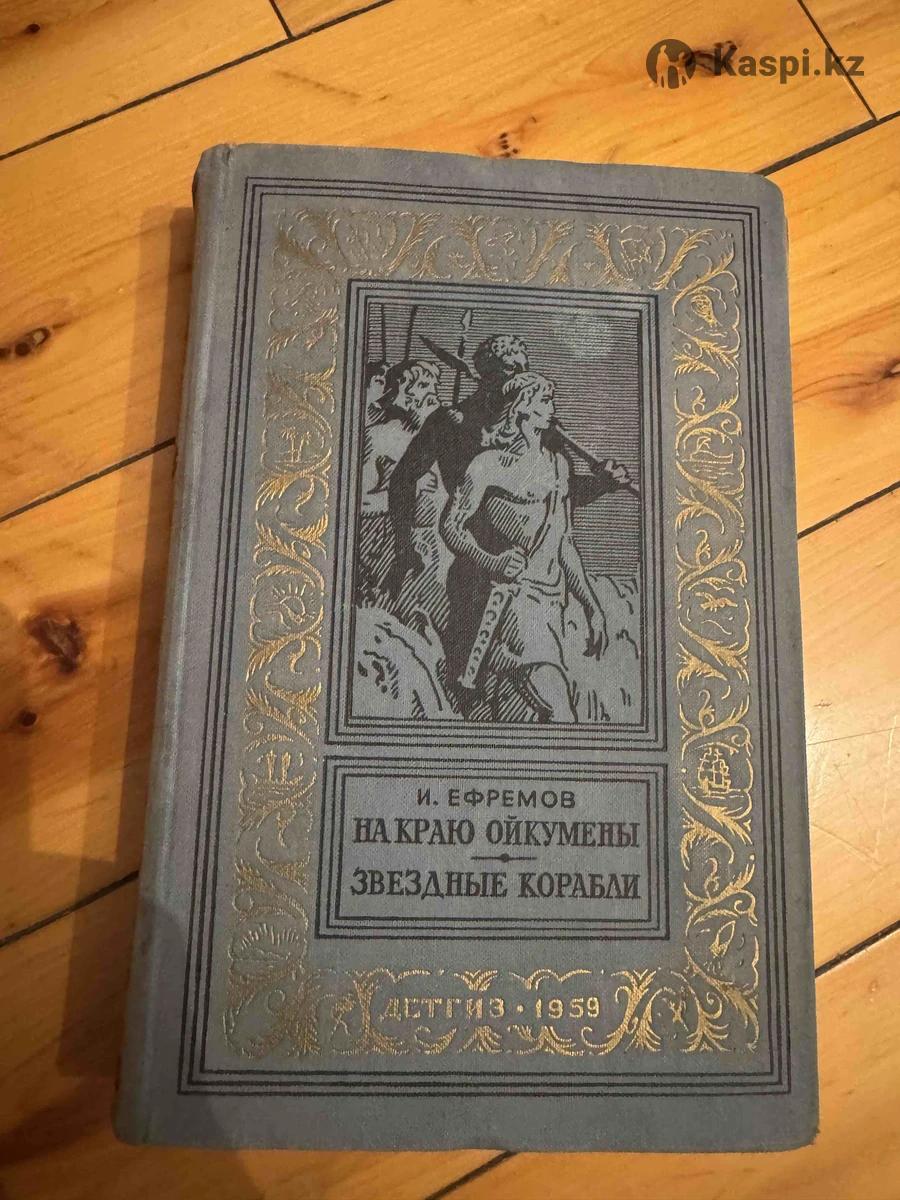 Kaspi.kz
И. ЕФРЕМОВ
НА КРАЮ ОЙКУМЕНЫ
ЗВЕЗДНЫЕ КОРАБЛИ
ДЕТГИЗ · 1959